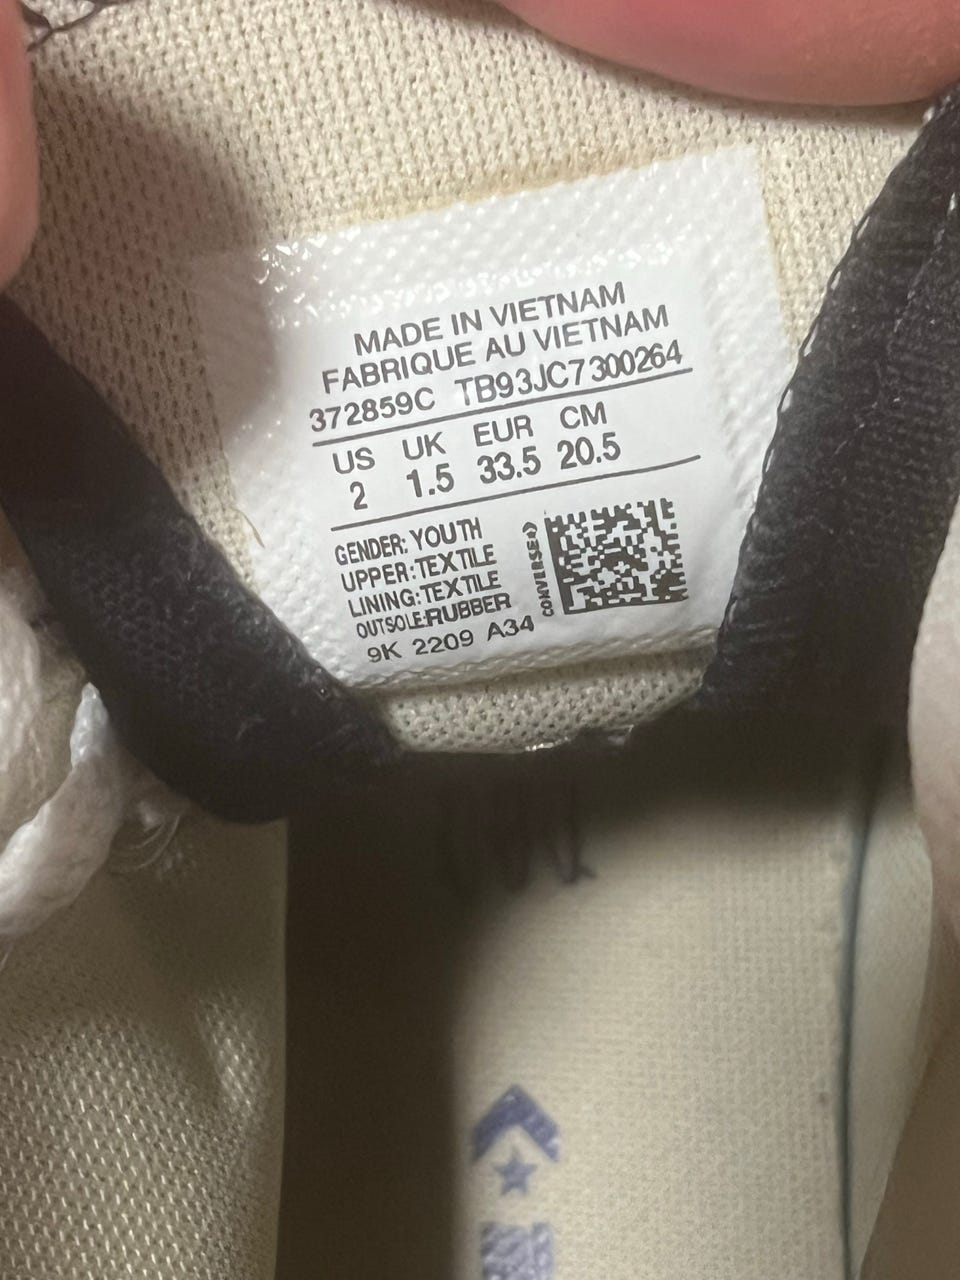 MADE IN VIETNAM
FABRIQUE AU VIETNAM
372859C TB93JC7300264
US UK EUR CM
2 1.5 33.5 20.5
GENDER: YOUTH
UPPER:TEXTILE
LINING:TEXTILE
OUTSOLE:RUBBER
9K 2209 A34
CONVERSE